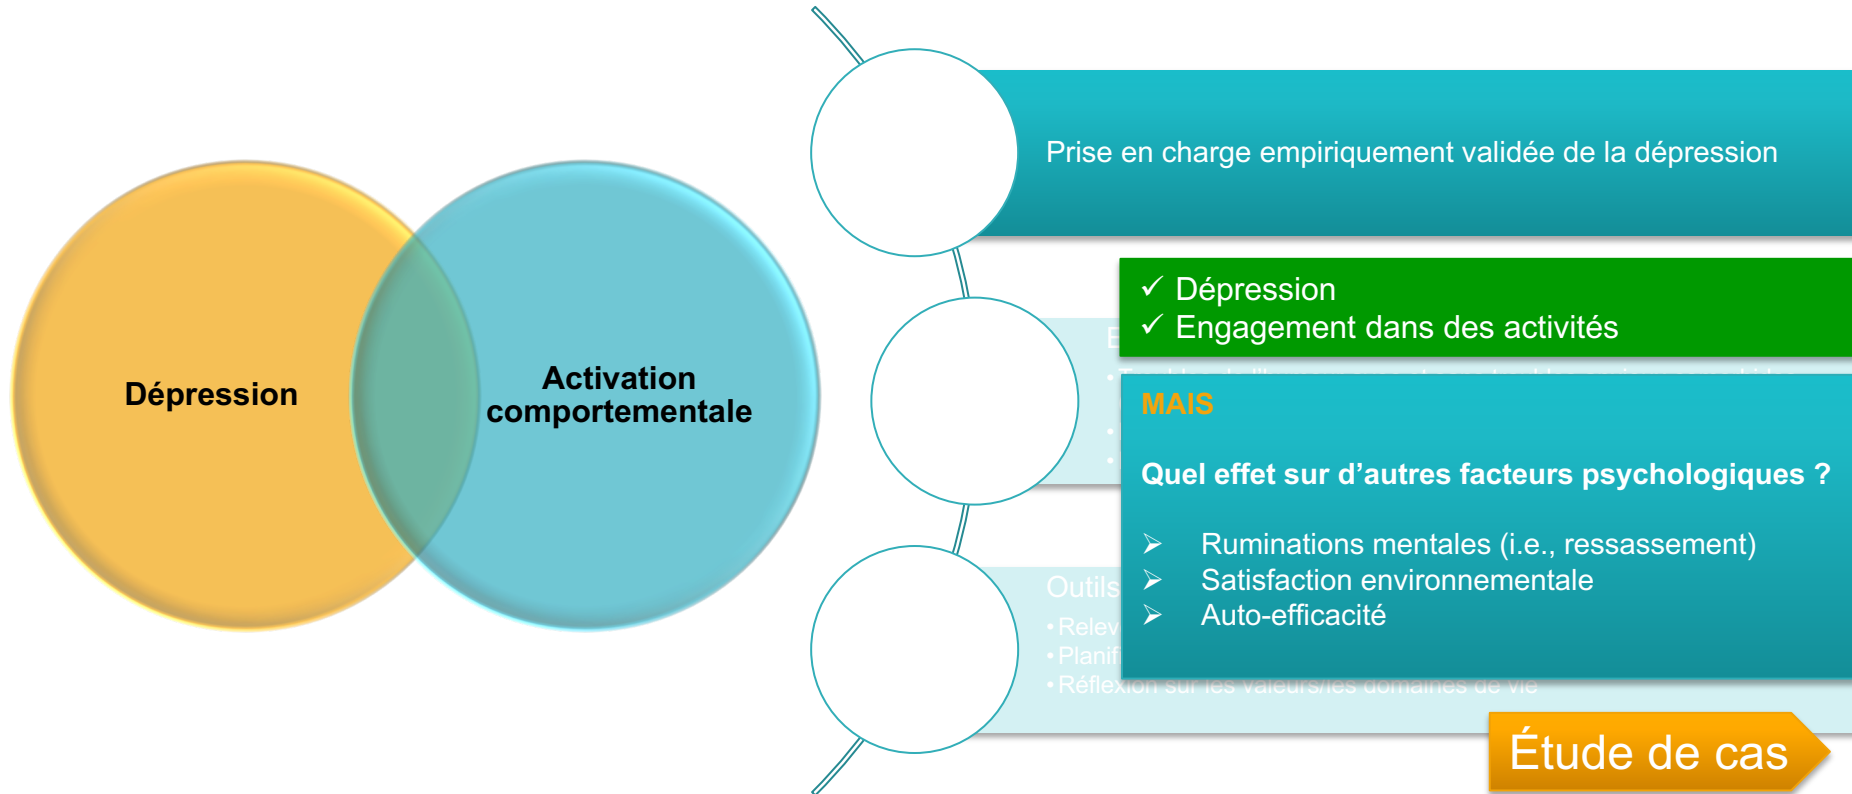 Dépression
Activation
comportementale
Prise en charge empiriquement validée de la dépression
✓ Dépression
✓ Engagement dans des activités
MAIS
Quel effet sur d’autres facteurs psychologiques ?
➢ Ruminations mentales (i.e., ressassement)
➢ Satisfaction environnementale
➢ Auto-efficacité
Outils
• Réflexion sur les valeurs/les domaines de vie
Étude de cas